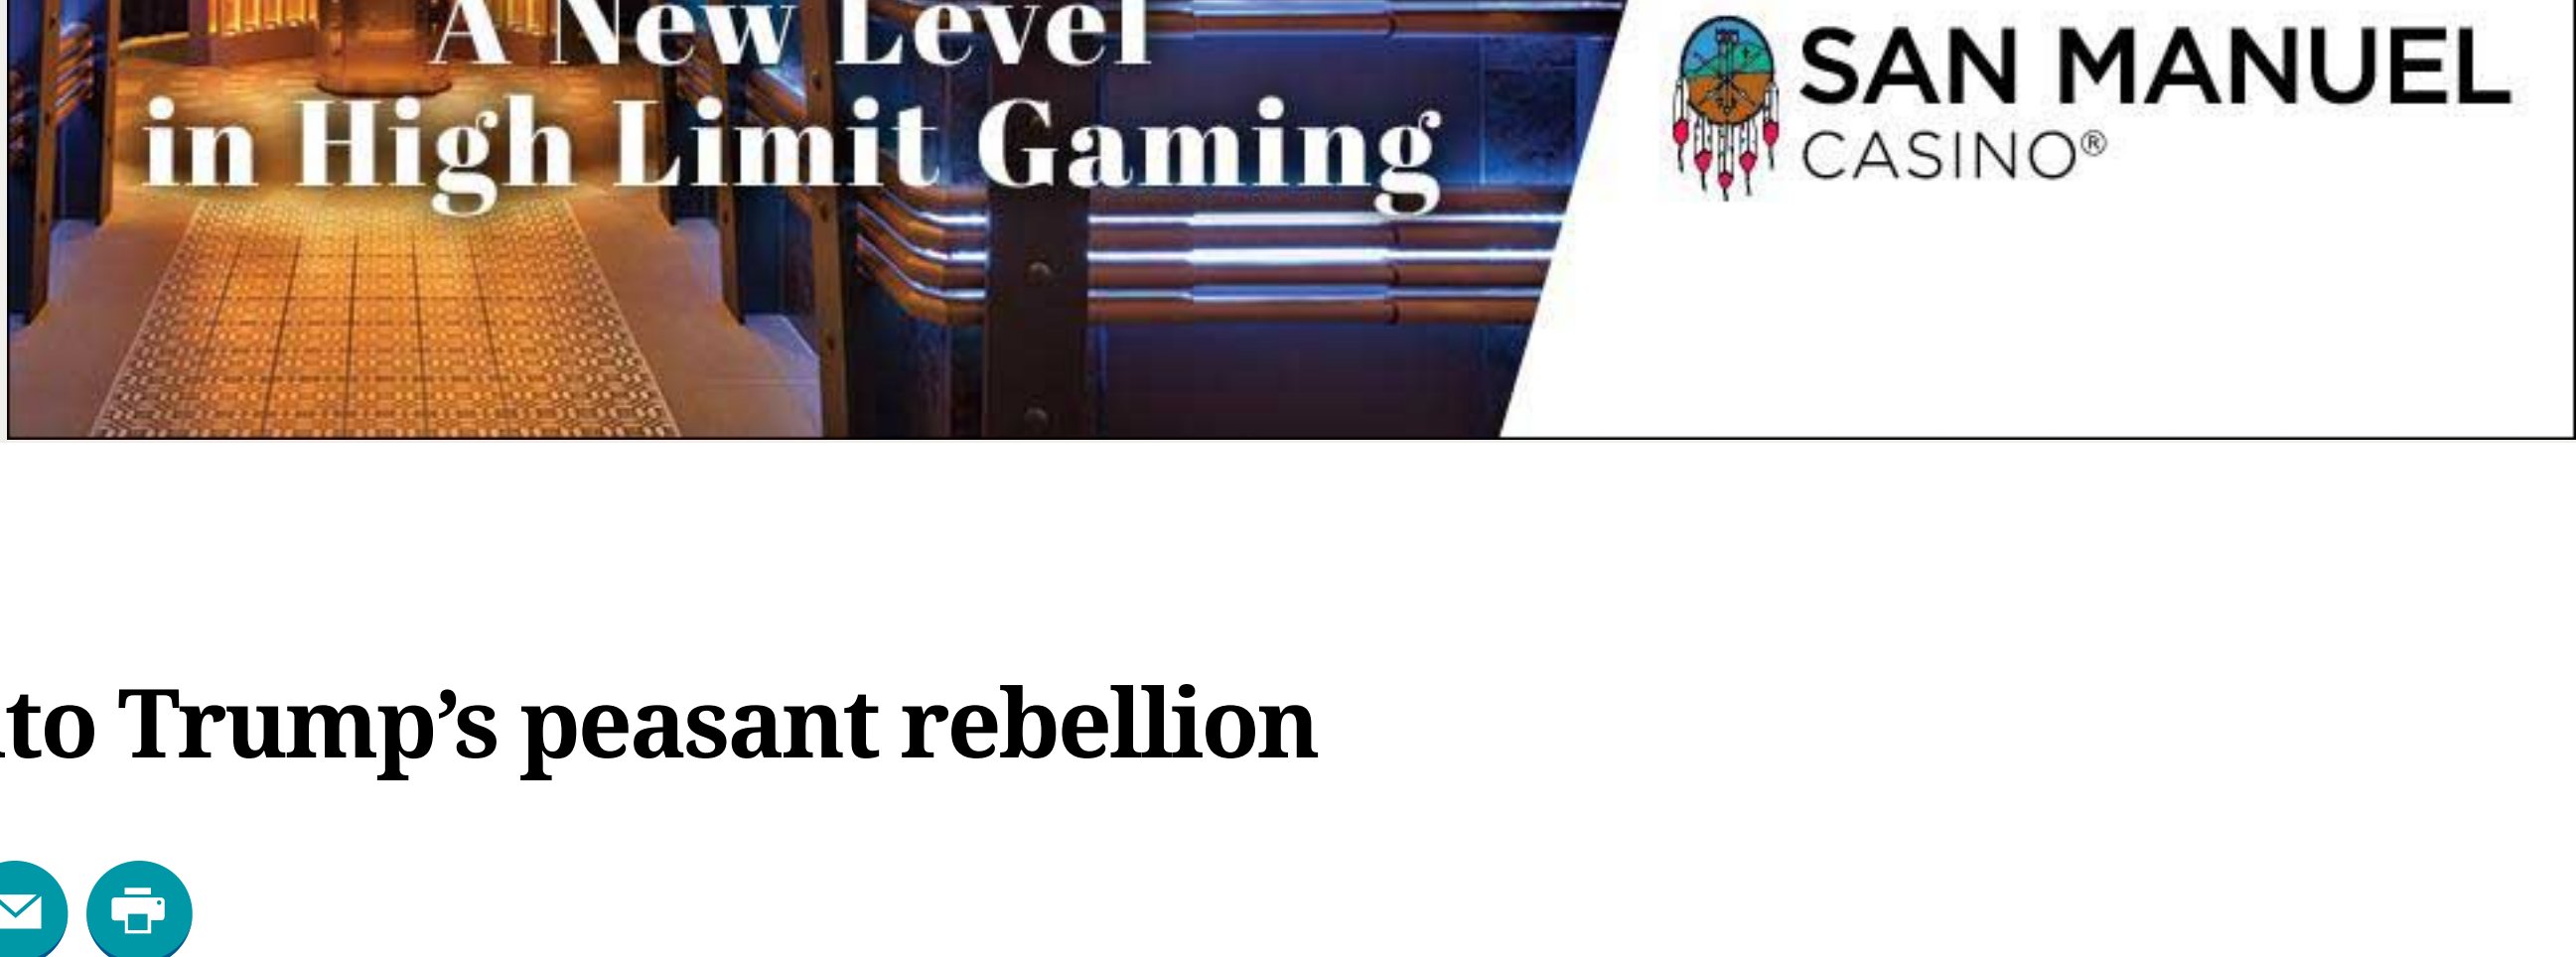 A New Level
in High Limit Gaming
SAN MANUEL
CASINO®
to Trump’s peasant rebellion